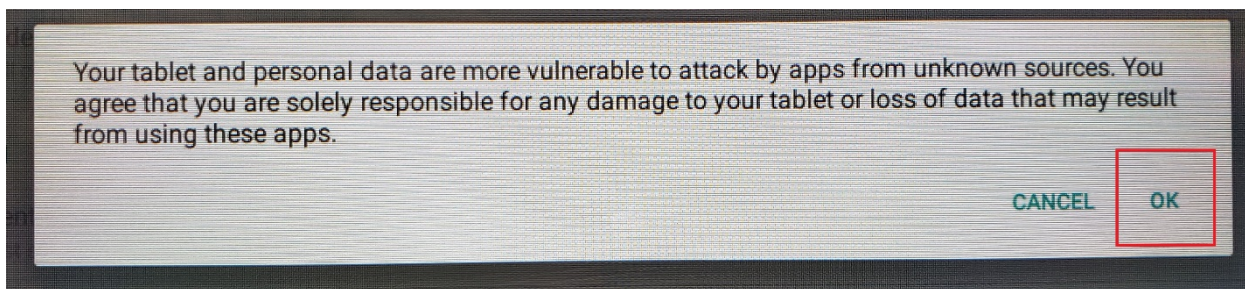 Your tablet and personal data are more vulnerable to attack by apps from unknown sources. You
agree that you are solely responsible for any damage to your tablet or loss of data that may result
from using these apps.
CANCEL OK